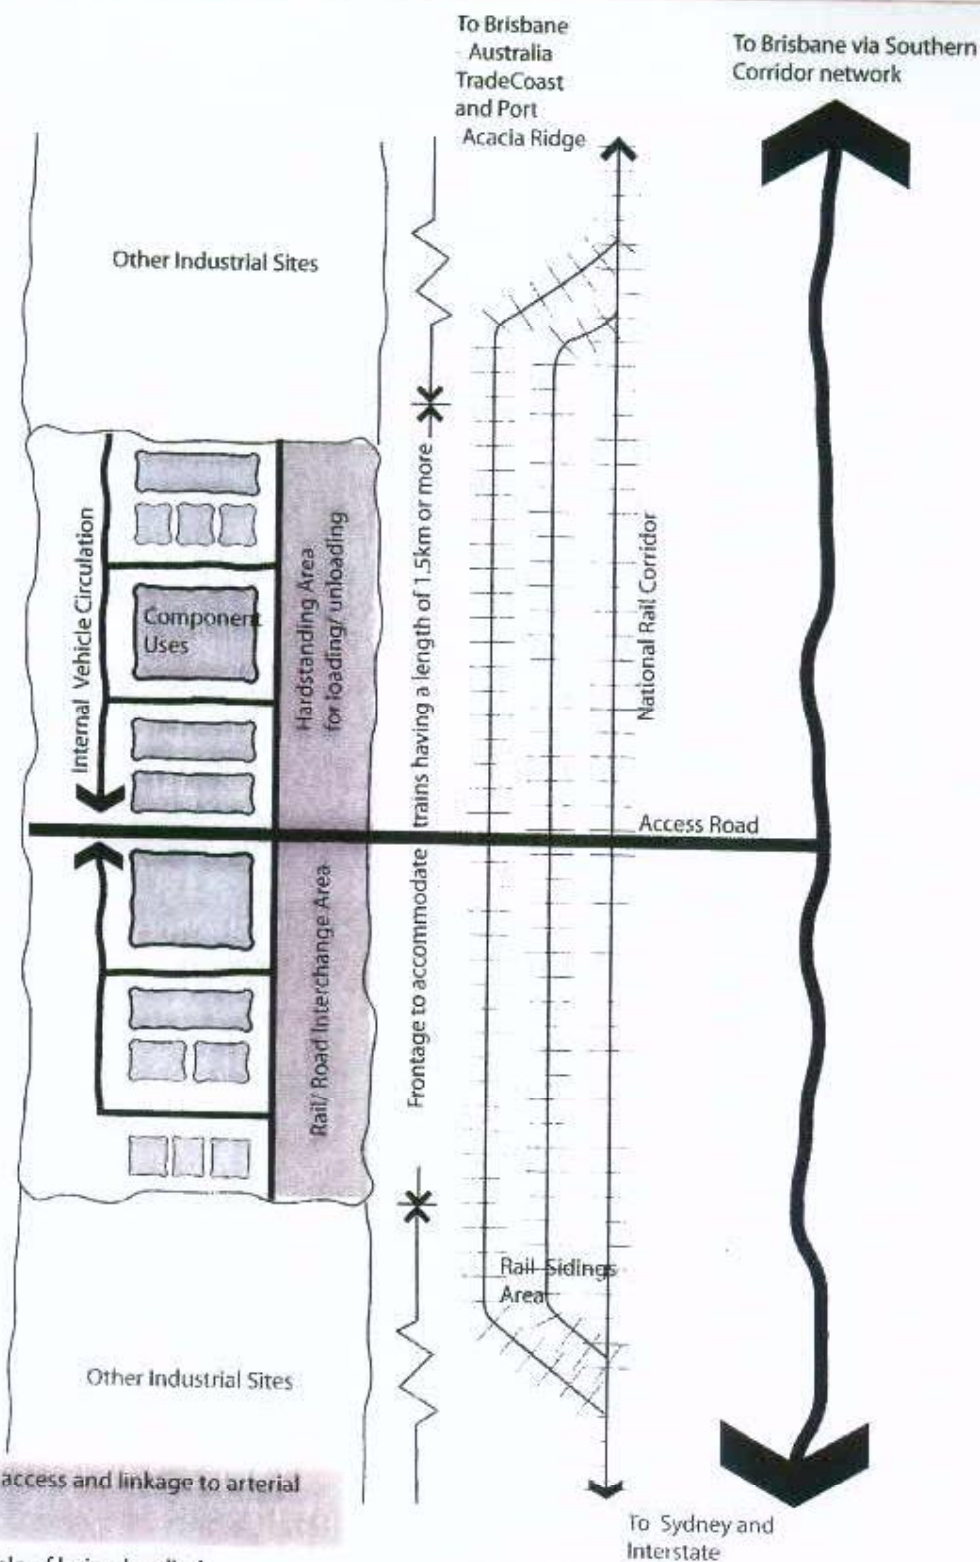 To Brisbane
- Australia
TradeCoast
and Port
Acacia Ridge
To Brisbane via Southern
Corridor network
Other Industrial Sites
Internal Vehicle Circulation
Component
Uses
Hardstanding Area
for loading/ unloading
Frontage to accommodate trains having a length of 1.5km or more
National Rail Corridor
Access Road
Rail/ Road Interchange Area
Rail Sidings
Area
Other Industrial Sites
access and linkage to arterial
To Sydney and
Interstate